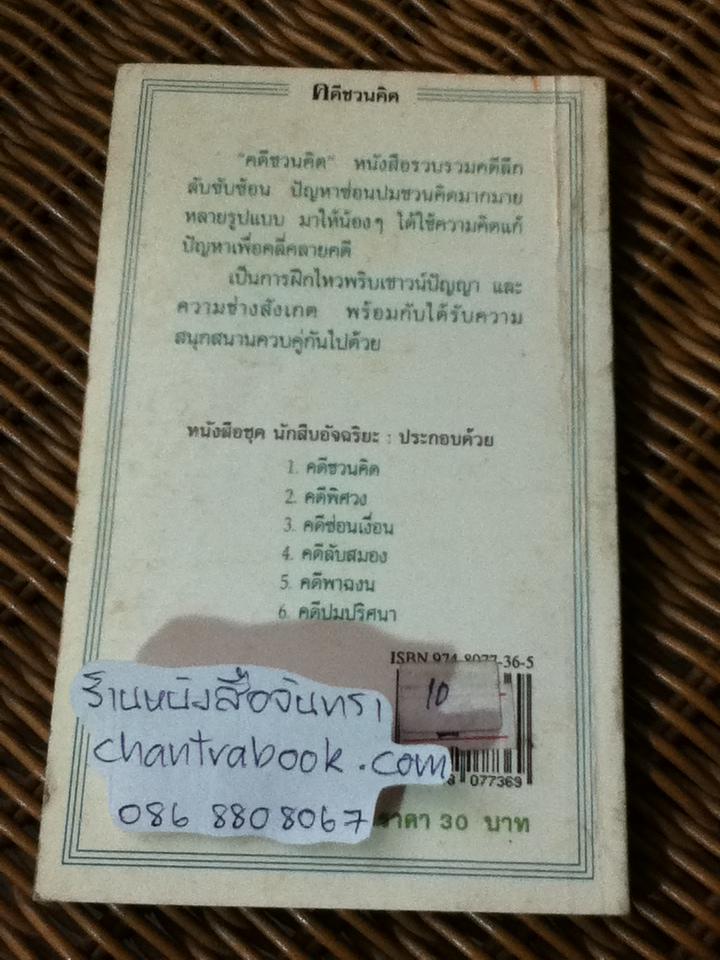 คดีชวนคิด
"คดีชวนคิด" หนังสือรวบรวมคดีลึก
ลับซับซ้อน ปัญหาซ่อนปมชวนคิดมากมาย
หลายรูปแบบ มาให้น้องๆ ได้ใช้ความคิดแก้
ปัญหาเพื่อคลี่คลายคดี
เป็นการฝึกไหวพริบเชาวน์ปัญญา และ
ความช่างสังเกต พร้อมกับได้รับความ
สนุกสนานควบคู่กันไปด้วย
หนังสือชุด นักสืบอัจฉริยะ : ประกอบด้วย
1. คดีชวนคิด
2. คดีพิศวง
3. คดีซ่อนเงื่อน
4. คดีลับสมอง
5. คดีพาฉงน
6. คดีปมปริศนา
ISBN 974-8077-36-5
10
ร้านหนังสือจันทรา
chantrabook.com
086 8808067
077369
ราคา 30 บาท